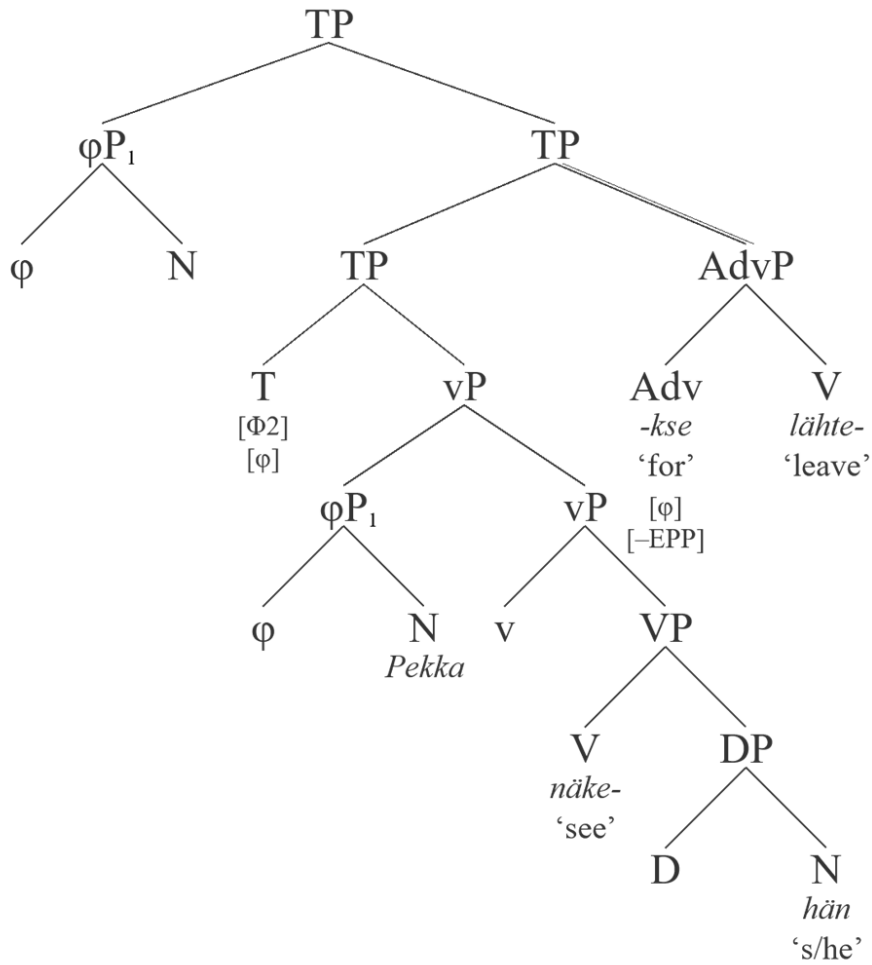 TP
φP₁ TP
φ N TP AdvP
T vP Adv V
[Φ2] -kse lähte-
[φ] ‘for’ ‘leave’
φP₁ vP [φ]
[–EPP]
φ N v VP
Pekka
V DP
näke-
‘see’
D N
hän
‘s/he’